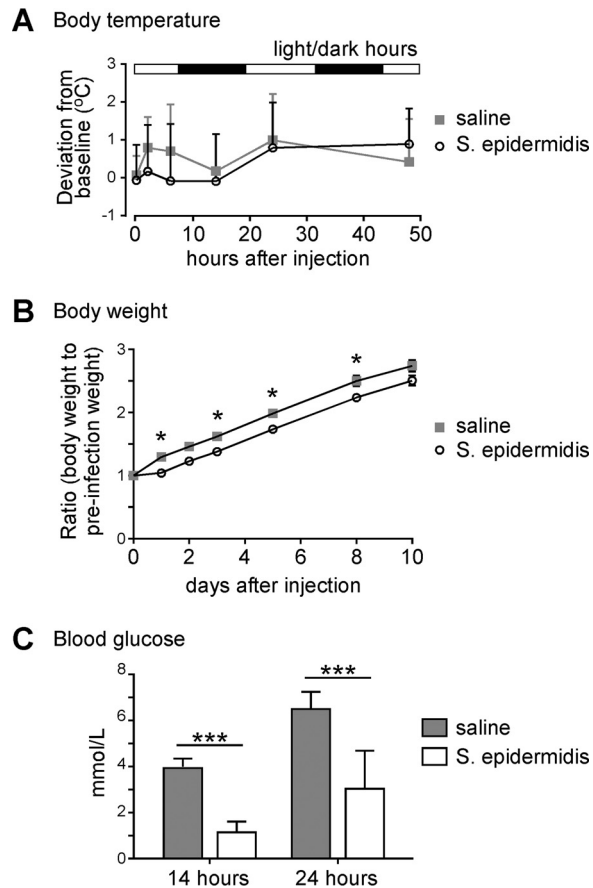 A Body temperature
light/dark hours
Deviation from
baseline (°C)
3
2
1
0
-1
0 10 20 30 40 50
hours after injection
saline
S. epidermidis
B Body weight
Ratio (body weight to
pre-infection weight)
3
2
1
0
* * * *
0 2 4 6 8 10
days after injection
saline
S. epidermidis
C Blood glucose
mmol/L
8
6
4
2
0
*** ***
14 hours 24 hours
saline
S. epidermidis